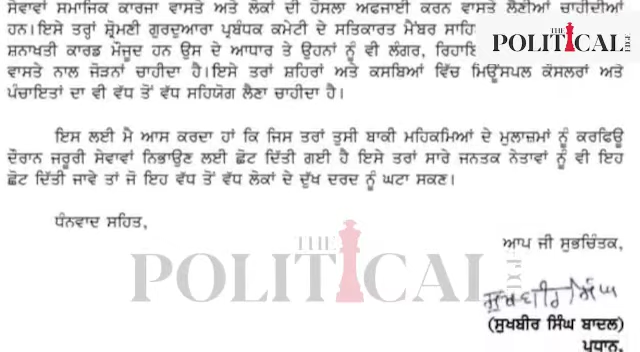 ਸੇਵਾਵਾਂ ਸਮਾਜਿਕ ਕਾਰਜਾ ਵਾਸਤੇ ਅਤੇ ਲੋਕਾਂ ਦੀ ਹੌਸਲਾ ਅਫਜਾਈ ਕਰਨ ਵਾਸਤੇ ਲੈਣੀਆਂ ਚਾਹੀਦੀਆਂ
ਹਨ।ਇਸੇ ਤਰ੍ਹਾਂ ਸ਼੍ਰੋਮਣੀ ਗੁਰਦੁਆਰਾ ਪ੍ਰਬੰਧਕ ਕਮੇਟੀ ਦੇ ਸਤਿਕਾਰਤ ਮੈਂਬਰ ਸਾਹਿ
ਸ਼ਨਾਖਤੀ ਕਾਰਡ ਮੌਜੂਦ ਹਨ ਉਸ ਦੇ ਆਧਾਰ ਤੇ ਉਹਨਾਂ ਨੂੰ ਵੀ ਲੰਗਰ, ਰਿਹਾਇ
ਵਾਸਤੇ ਨਾਲ ਜੋੜਨਾਂ ਚਾਹੀਦਾ ਹੈ।ਇਸੇ ਤਰਾਂ ਸ਼ਹਿਰਾਂ ਅਤੇ ਕਸਬਿਆਂ ਵਿੱਚ ਮਿਊਂਸਪਲ ਕੌਸਲਰਾਂ ਅਤੇ
ਪੰਚਾਇਤਾਂ ਦਾ ਵੀ ਵੱਧ ਤੋਂ ਵੱਧ ਸਹਿਯੋਗ ਲੈਣਾ ਚਾਹੀਦਾ ਹੈ।
THE POLITICAL
ਇਸ ਲਈ ਮੈ ਆਸ ਕਰਦਾ ਹਾਂ ਕਿ ਜਿਸ ਤਰਾਂ ਤੁਸੀ ਬਾਕੀ ਮਹਿਕਮਿਆਂ ਦੇ ਮੁਲਾਜ਼ਮਾਂ ਨੂੰ ਕਰਫਿਊ
ਦੌਰਾਨ ਜਰੂਰੀ ਸੇਵਾਵਾਂ ਨਿਭਾਉਣ ਲਈ ਛੋਟ ਦਿੱਤੀ ਗਈ ਹੈ ਇਸੇ ਤਰਾਂ ਸਾਰੇ ਜਨਤਕ ਨੇਤਾਵਾਂ ਨੂੰ ਵੀ ਇਹ
ਛੋਟ ਦਿੱਤੀ ਜਾਵੇ ਤਾਂ ਜੋ ਇਹ ਵੱਧ ਤੋਂ ਵੱਧ ਲੋਕਾਂ ਦੇ ਦੁੱਖ ਦਰਦ ਨੂੰ ਘਟਾ ਸਕਣ।
ਧੰਨਵਾਦ ਸਹਿਤ,
ਆਪ ਜੀ ਸੁਭਚਿੰਤਕ,
THE POLITICAL
ਸੁਖਬੀਰ ਸਿੰਘ
(ਸੁਖਬੀਰ ਸਿੰਘ ਬਾਦਲ)
ਪ੍ਰਧਾਨ,